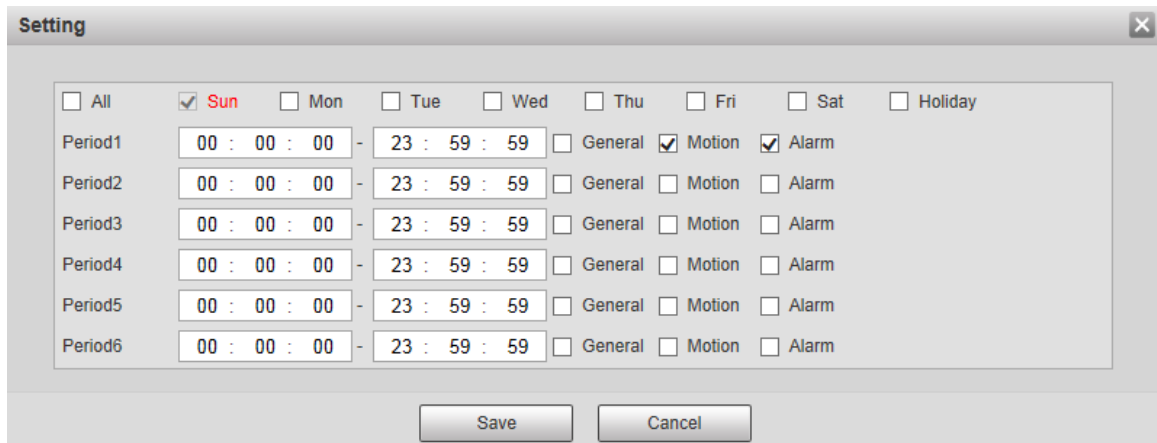 Setting
All Sun Mon Tue Wed Thu Fri Sat Holiday
Period1 00 : 00 : 00 - 23 : 59 : 59 General Motion Alarm
Period2 00 : 00 : 00 - 23 : 59 : 59 General Motion Alarm
Period3 00 : 00 : 00 - 23 : 59 : 59 General Motion Alarm
Period4 00 : 00 : 00 - 23 : 59 : 59 General Motion Alarm
Period5 00 : 00 : 00 - 23 : 59 : 59 General Motion Alarm
Period6 00 : 00 : 00 - 23 : 59 : 59 General Motion Alarm
Save Cancel